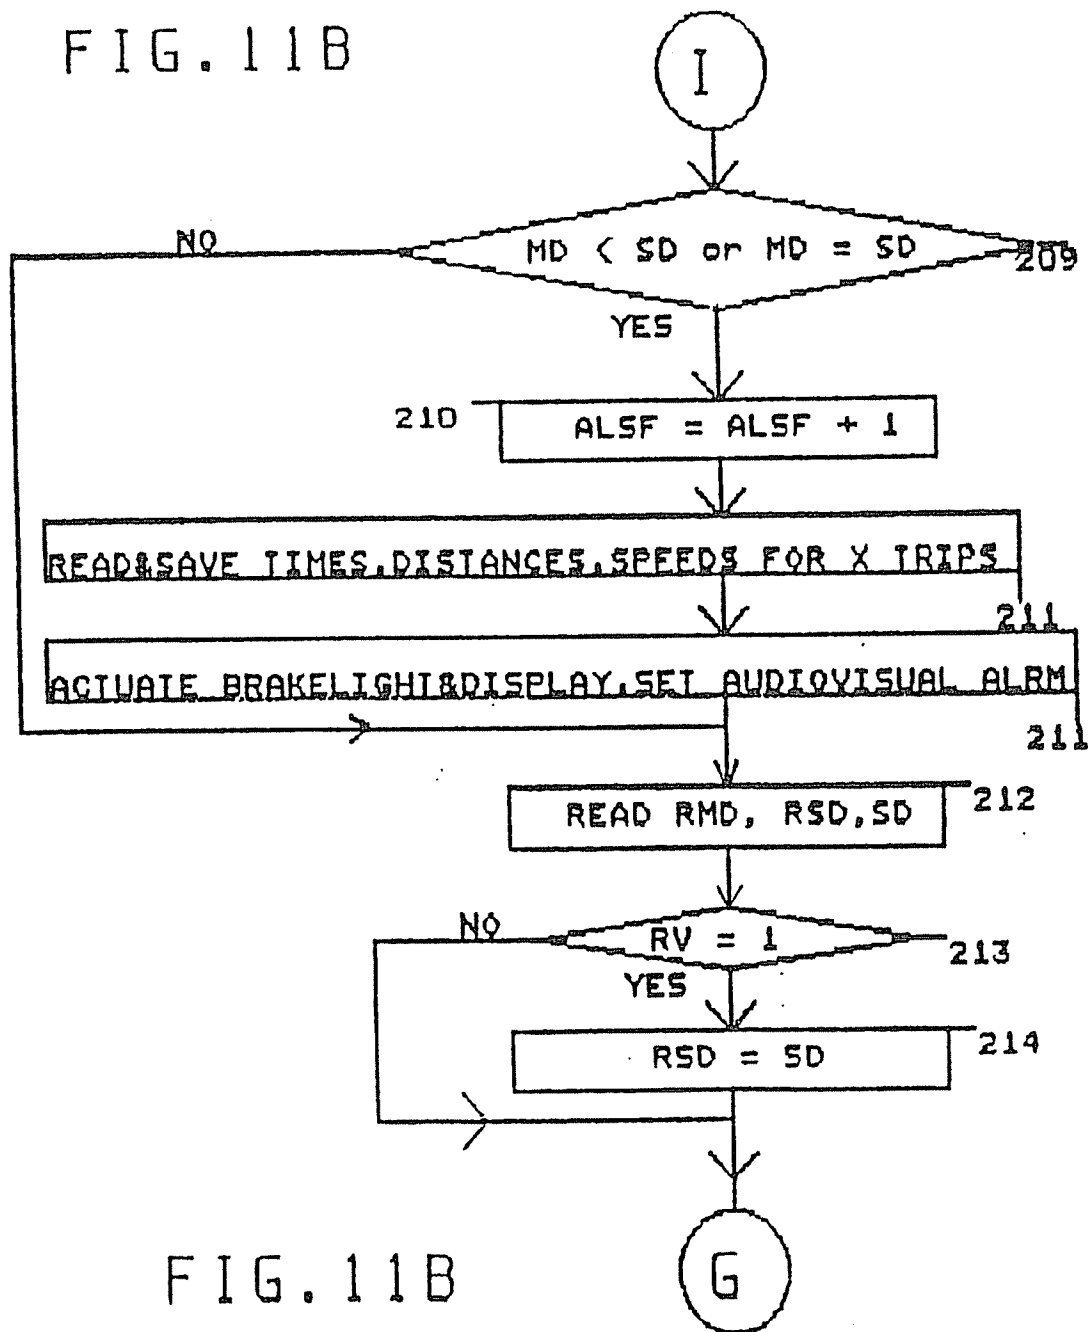 FIG. 11B
I
NO
MD < SD or MD = SD
209
YES
210
ALSF = ALSF + 1
READ&SAVE TIMES.DISTANCES.SPEEDS FOR X TRIPS
211
ACTUATE BRAKELIGHT&DISPLAY.SET AUDIOVISUAL ALRM
211
READ RMD, RSD,SD
212
NO
RV = 1
213
YES
RSD = SD
214
G
FIG. 11B